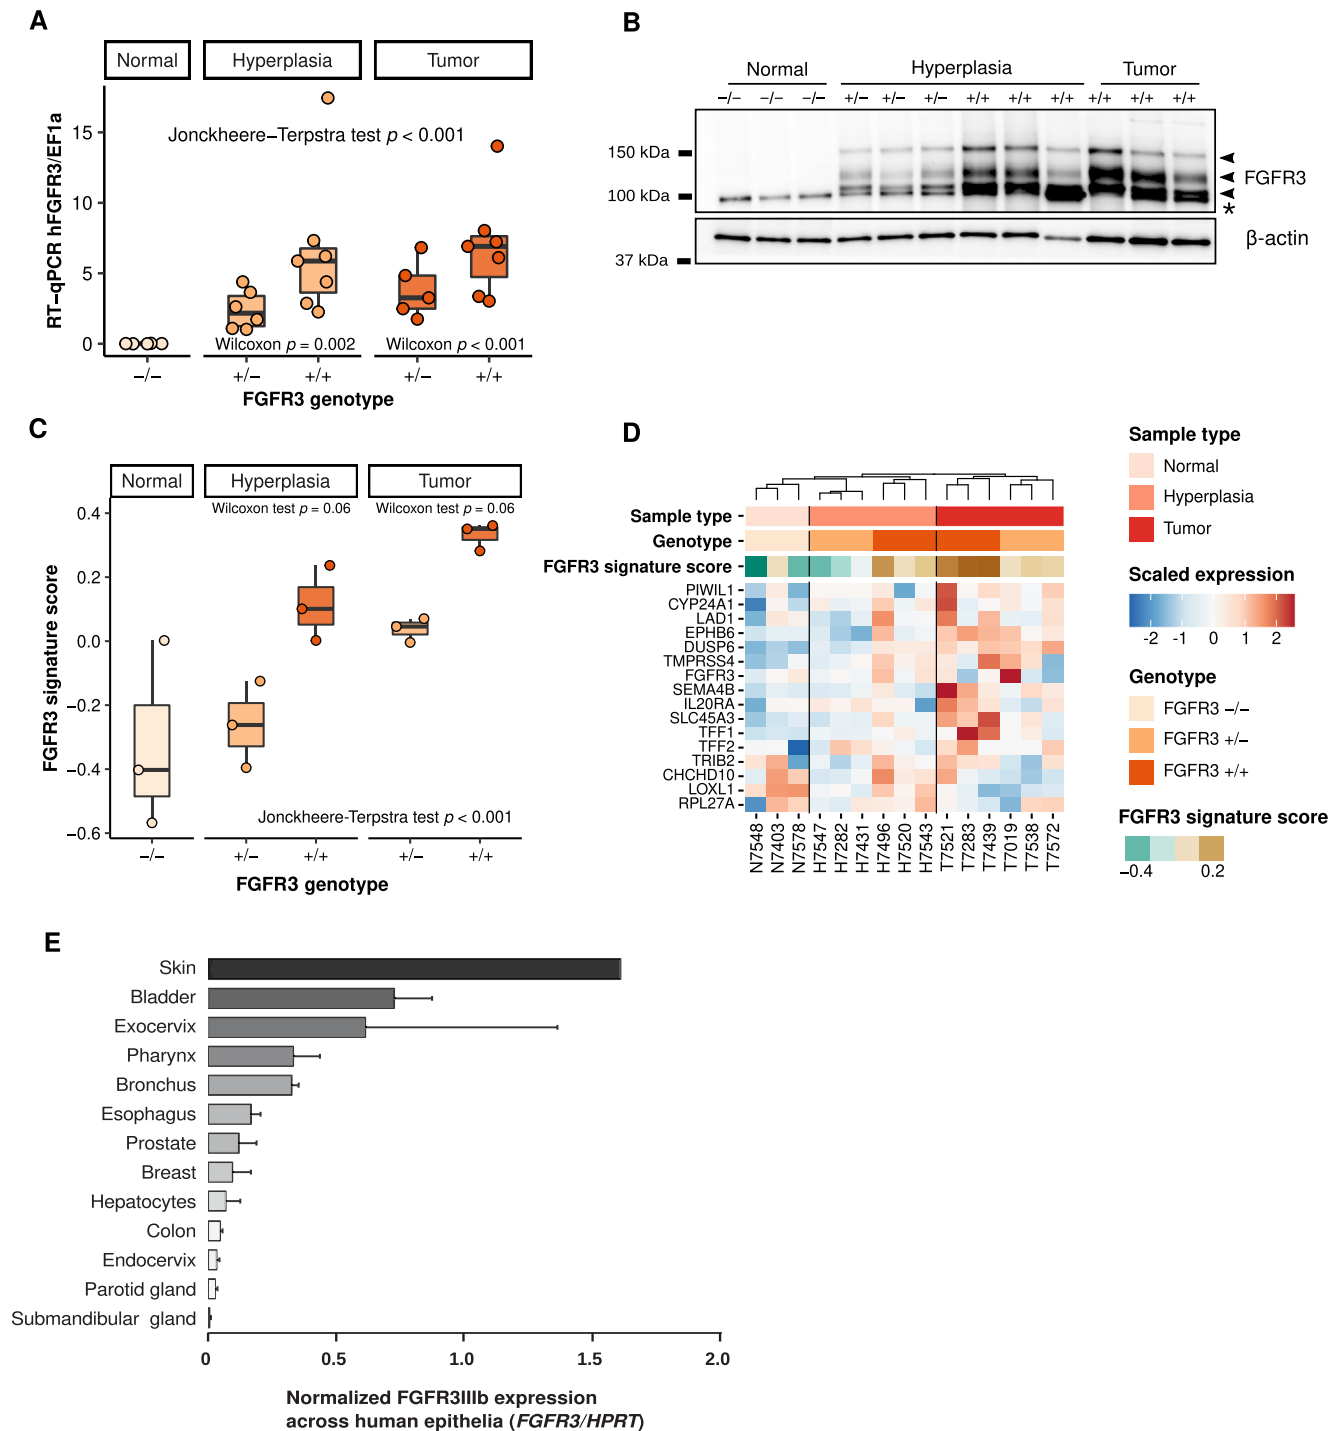 A
Normal
Hyperplasia
Tumor
RT−qPCR hFGFR3/EF1a
15
10
5
0
Jonckheere−Terpstra test p < 0.001
Wilcoxon p = 0.002
Wilcoxon p < 0.001
−/−
+/−
+/+
+/−
+/+
FGFR3 genotype
B
Normal
Hyperplasia
Tumor
−/− −/− −/− +/− +/− +/− +/+ +/+ +/+ +/+ +/+ +/+
150 kDa
100 kDa
37 kDa
FGFR3
*
β-actin
C
Normal
Hyperplasia
Tumor
Wilcoxon test p = 0.06
Wilcoxon test p = 0.06
FGFR3 signature score
0.4
0.2
0.0
−0.2
−0.4
−0.6
Jonckheere-Terpstra test p < 0.001
−/−
+/−
+/+
+/−
+/+
FGFR3 genotype
D
Sample type
Genotype
FGFR3 signature score
PIWIL1
CYP24A1
LAD1
EPHB6
DUSP6
TMPRSS4
FGFR3
SEMA4B
IL20RA
SLC45A3
TFF1
TFF2
TRIB2
CHCHD10
LOXL1
RPL27A
N7548
N7403
N7578
H7547
H7282
H7431
H7496
H7520
H7543
T7521
T7283
T7439
T7019
T7538
T7572
Sample type
Normal
Hyperplasia
Tumor
Scaled expression
-2 -1 0 1 2
Genotype
FGFR3 −/−
FGFR3 +/−
FGFR3 +/+
FGFR3 signature score
−0.4 0.2
E
Skin
Bladder
Exocervix
Pharynx
Bronchus
Esophagus
Prostate
Breast
Hepatocytes
Colon
Endocervix
Parotid gland
Submandibular gland
0 0.5 1.0 1.5 2.0
Normalized FGFR3IIIb expression
across human epithelia (FGFR3/HPRT)